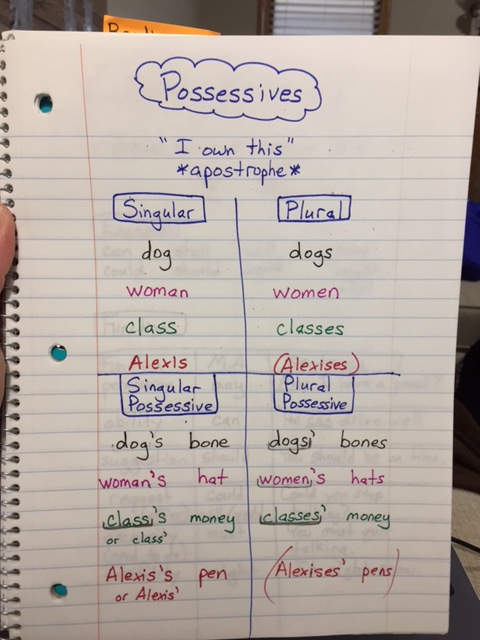 Possessives
"I own this"
*apostrophe*
Singular Plural
dog dogs
woman women
class classes
Alexis (Alexises)
Singular Possessive Plural Possessive
dog's bone dogs' bones
woman's hat women's hats
class's money classes' money
or class'
Alexis's pen (Alexises' pens)
or Alexis'